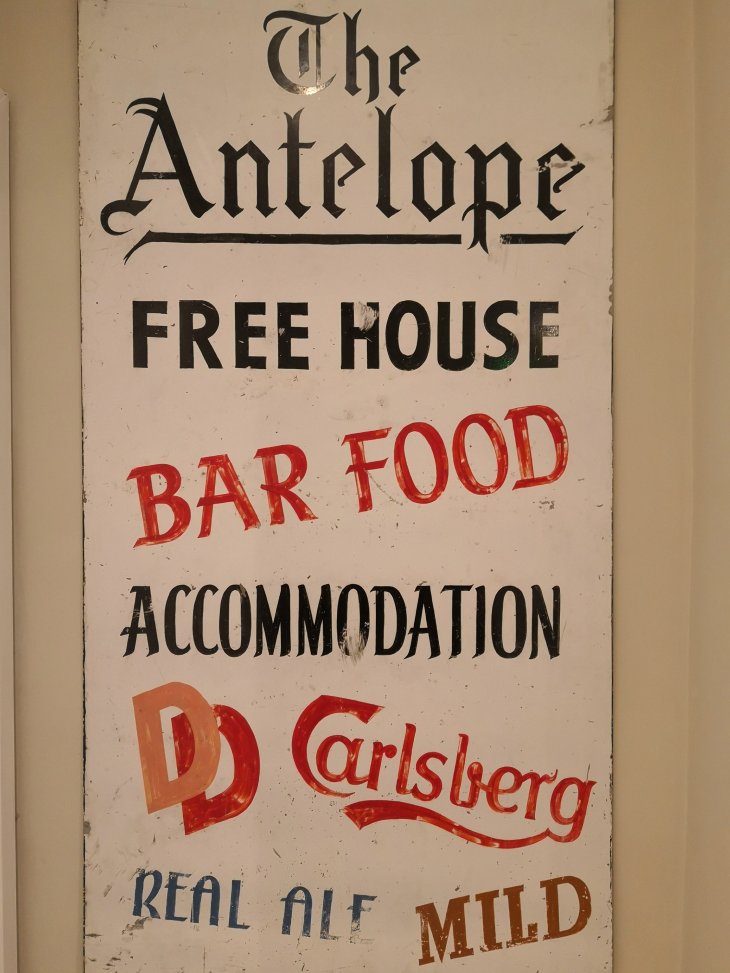 The
Antelope
FREE HOUSE
BAR FOOD
ACCOMMODATION
DD Carlsberg
REAL ALE MILD